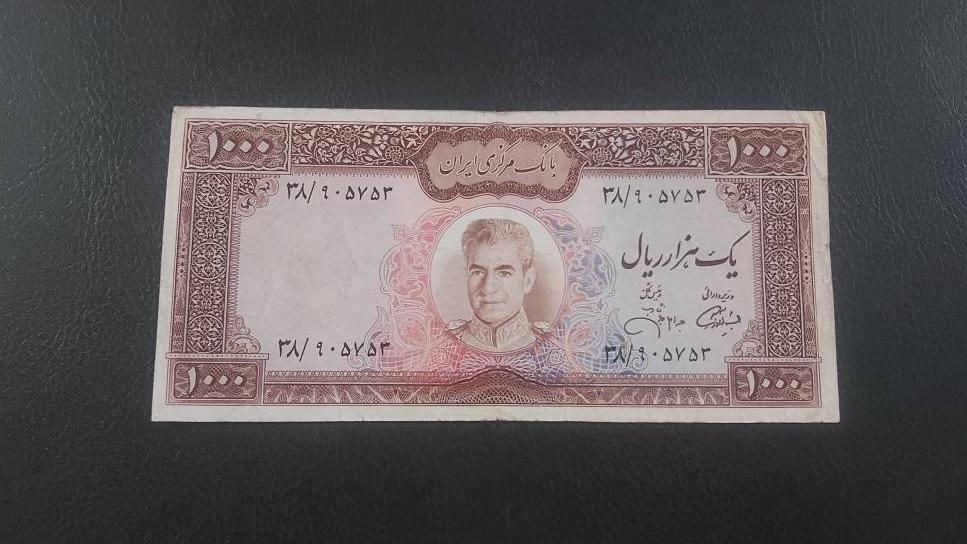 ۱۰۰۰ بانک مرکزی ایران ۱۰۰۰
۳۸/۹۰۵۷۵۳ ۳۸/۹۰۵۷۵۳
یک هزار ریال
وزیر دارائی رئیس کل
۳۸/۹۰۵۷۵۳ ۳۸/۹۰۵۷۵۳
۱۰۰۰ ۱۰۰۰